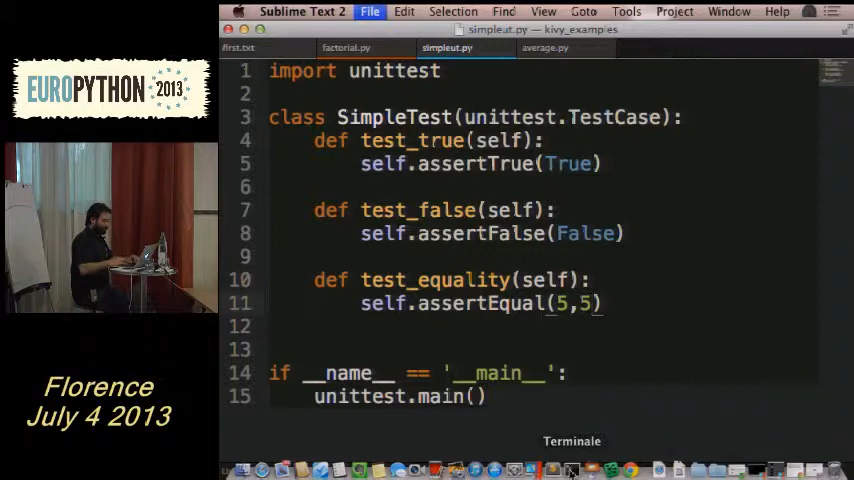 Sublime Text 2 File Edit Selection Find View Goto Tools Project Window Help
simpleut.py — kivy_examples
first.txt factorial.py simpleut.py average.py
EUROPYTHON 2013
1 import unittest
2
3 class SimpleTest(unittest.TestCase):
4 def test_true(self):
5 self.assertTrue(True)
6
7 def test_false(self):
8 self.assertFalse(False)
9
10 def test_equality(self):
11 self.assertEqual(5,5)
12
13
14 if __name__ == '__main__':
15 unittest.main()
Florence
July 4 2013
Terminale